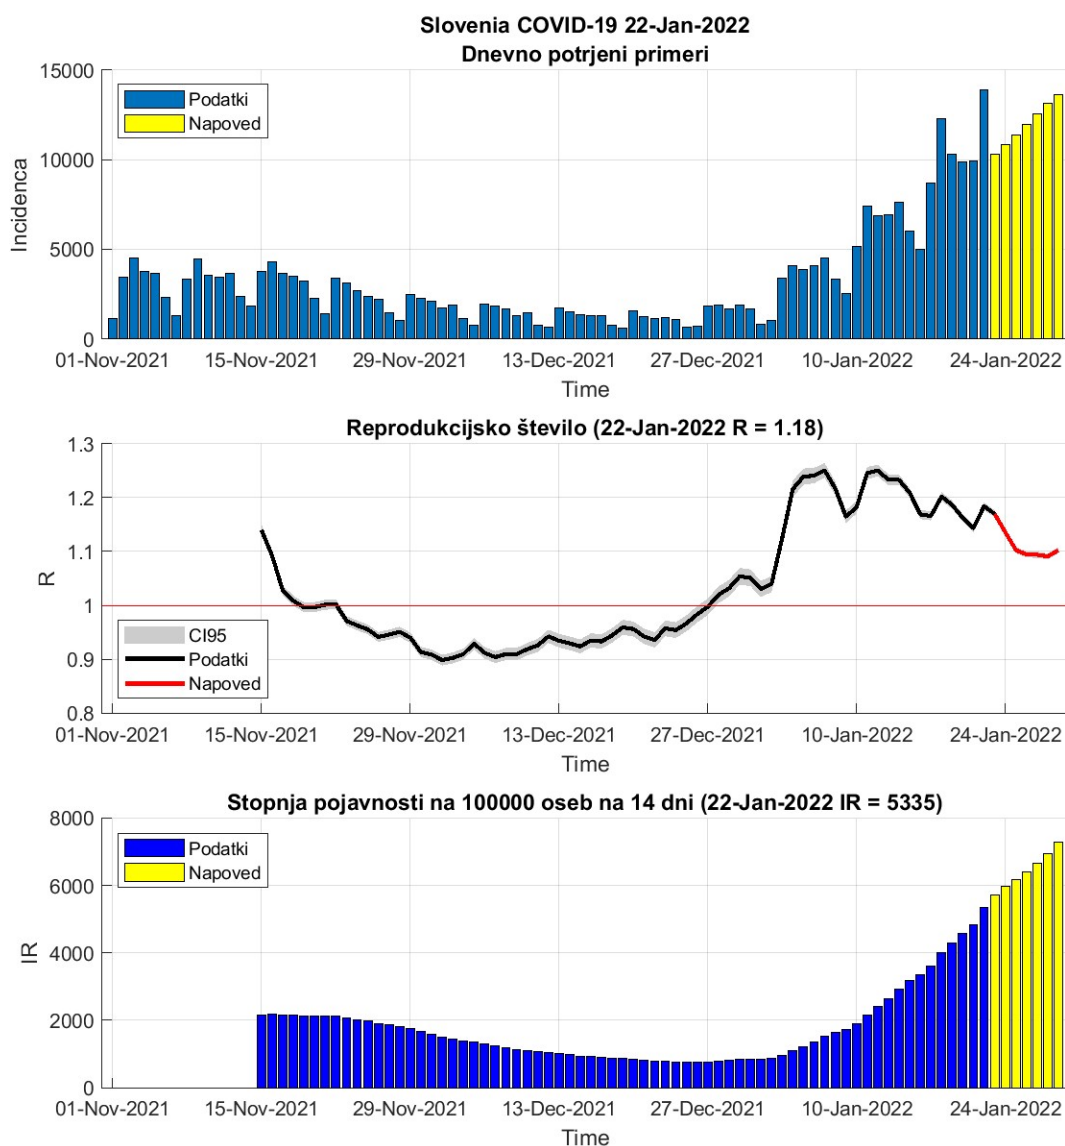 Slovenia COVID-19 22-Jan-2022
Dnevno potrjeni primeri
15000
10000
5000
0
Incidenca
Podatki
Napoved
01-Nov-2021 15-Nov-2021 29-Nov-2021 13-Dec-2021 27-Dec-2021 10-Jan-2022 24-Jan-2022
Time
Reprodukcijsko število (22-Jan-2022 R = 1.18)
1.3
1.2
1.1
1
0.9
0.8
R
CI95
Podatki
Napoved
01-Nov-2021 15-Nov-2021 29-Nov-2021 13-Dec-2021 27-Dec-2021 10-Jan-2022 24-Jan-2022
Time
Stopnja pojavnosti na 100000 oseb na 14 dni (22-Jan-2022 IR = 5335)
8000
6000
4000
2000
0
IR
Podatki
Napoved
01-Nov-2021 15-Nov-2021 29-Nov-2021 13-Dec-2021 27-Dec-2021 10-Jan-2022 24-Jan-2022
Time